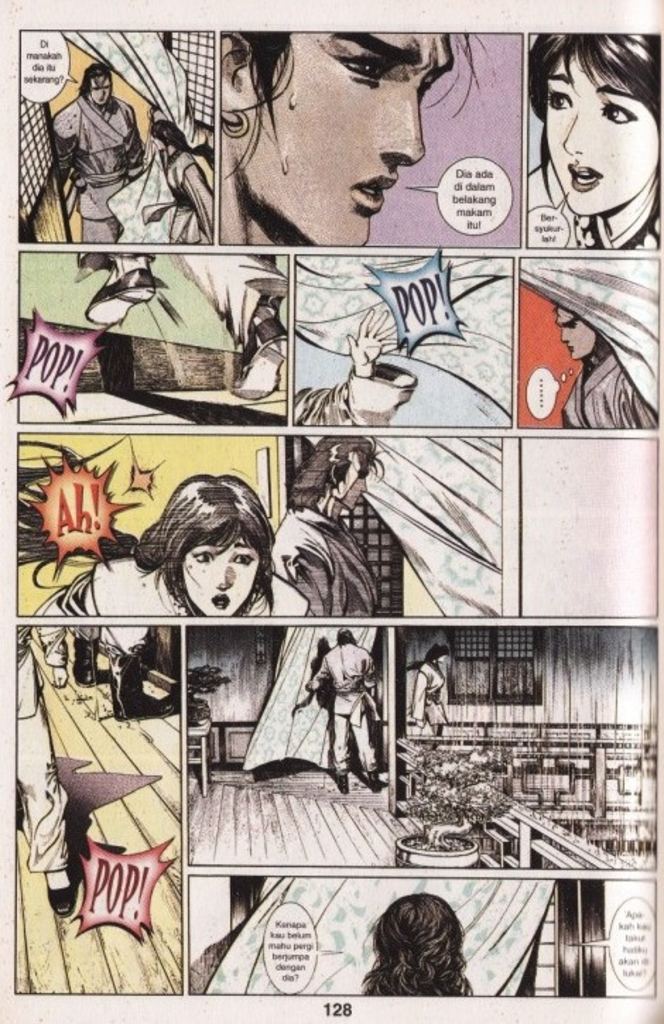 Di
manakah
dia itu
sekarang?
Dia ada
di dalam
belakang
makam
itu!
Ber-
syukur-
lah!
POP!
POP!
......
Ah!
POP!
Kenapa
kau belum
mahu pergi
berjumpa
dengan
dia?
Apa-
kah kau
takut
hatiku
akan di
lukai?
128